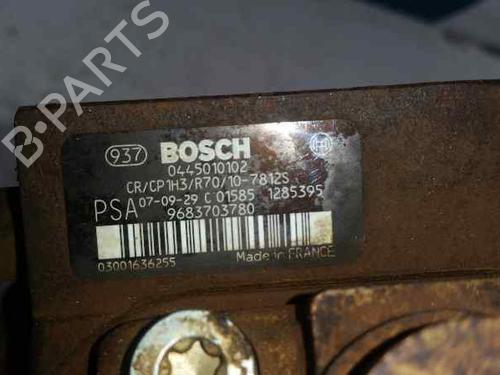 B-PARTS
937 BOSCH
0445010102
CR/CP1H3/R70/10-7812S
PSA 07-09-29 C 01585 1285395
9683703780
03001636255 Made in FRANCE